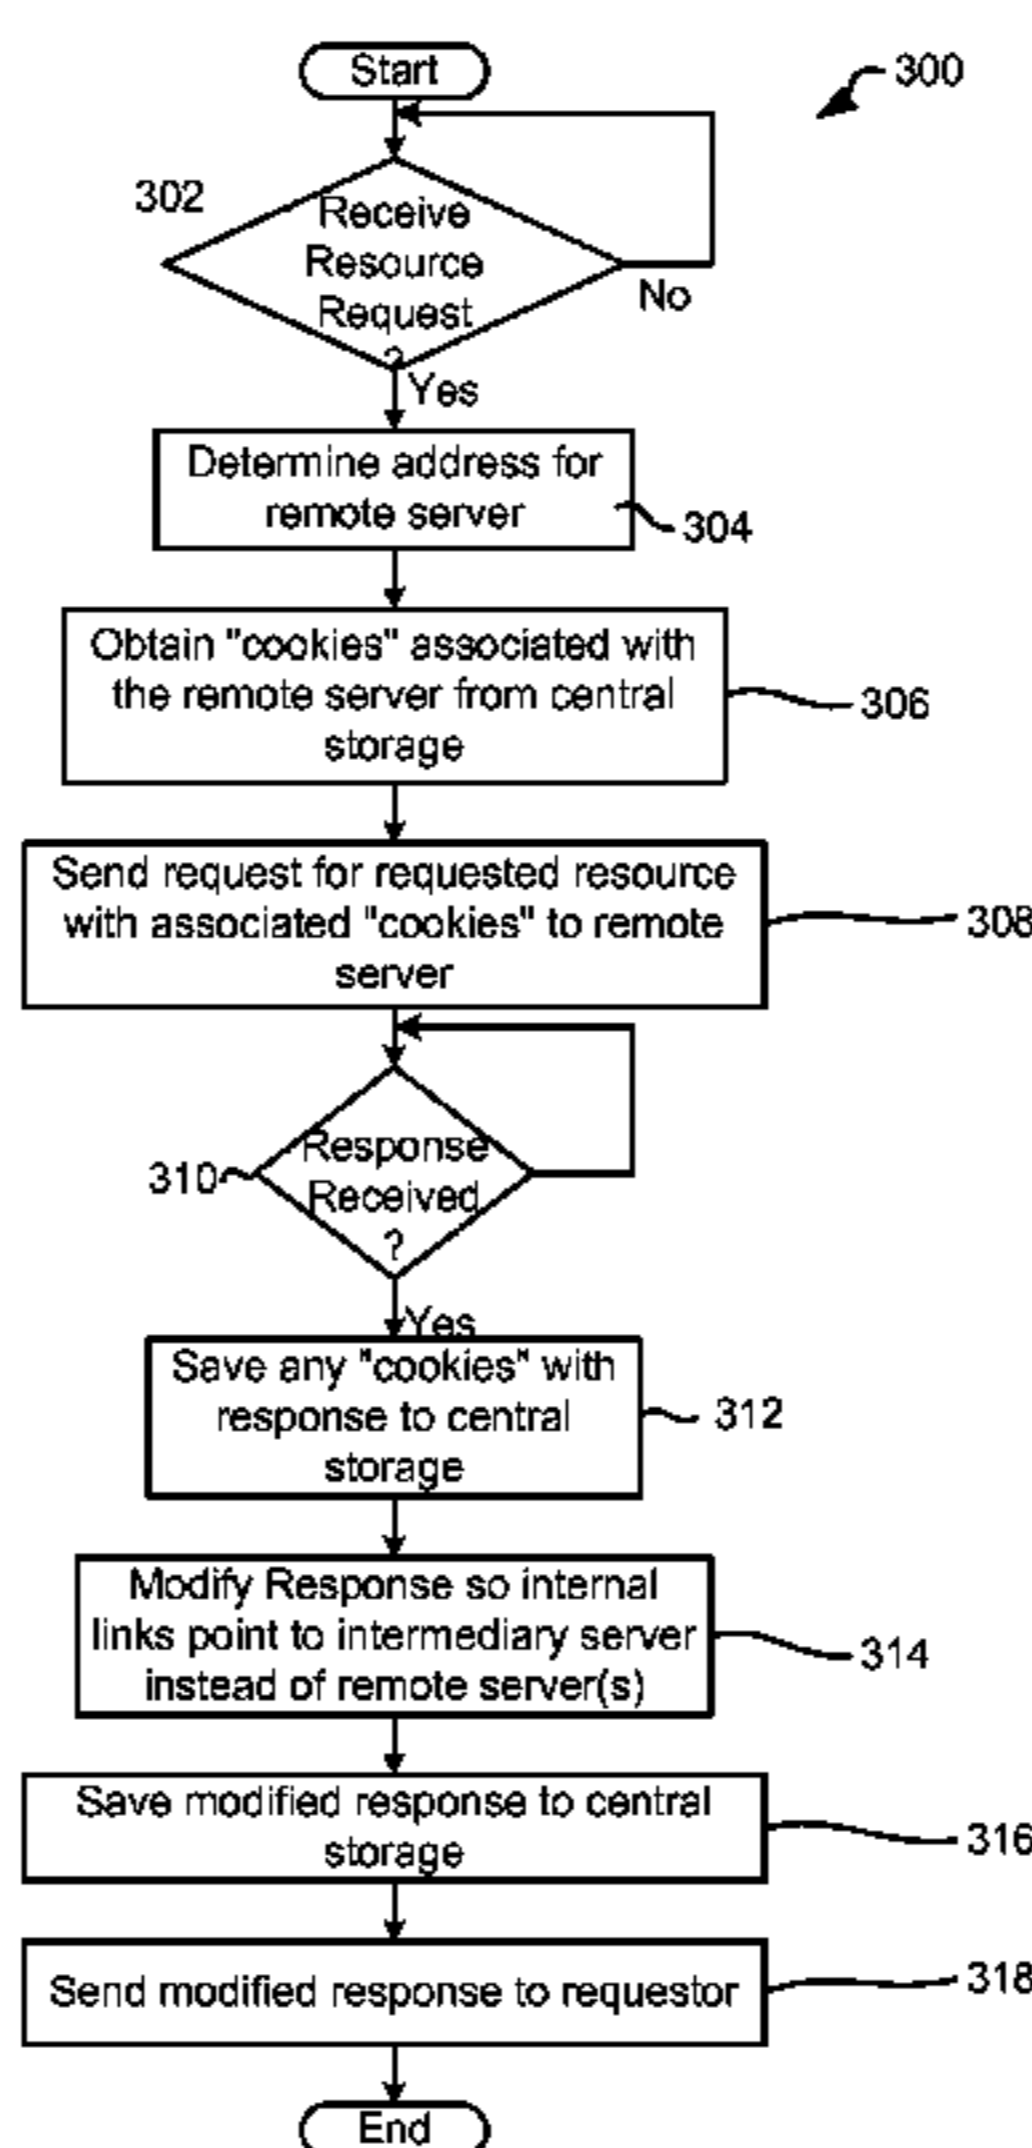 Start
300
302
Receive
Resource
Request
?
No
Yes
Determine address for
remote server
304
Obtain "cookies" associated with
the remote server from central
storage
306
Send request for requested resource
with associated "cookies" to remote
server
308
Response
Received
?
310
Yes
Save any "cookies" with
response to central
storage
312
Modify Response so internal
links point to intermediary server
instead of remote server(s)
314
Save modified response to central
storage
316
Send modified response to requestor
318
End